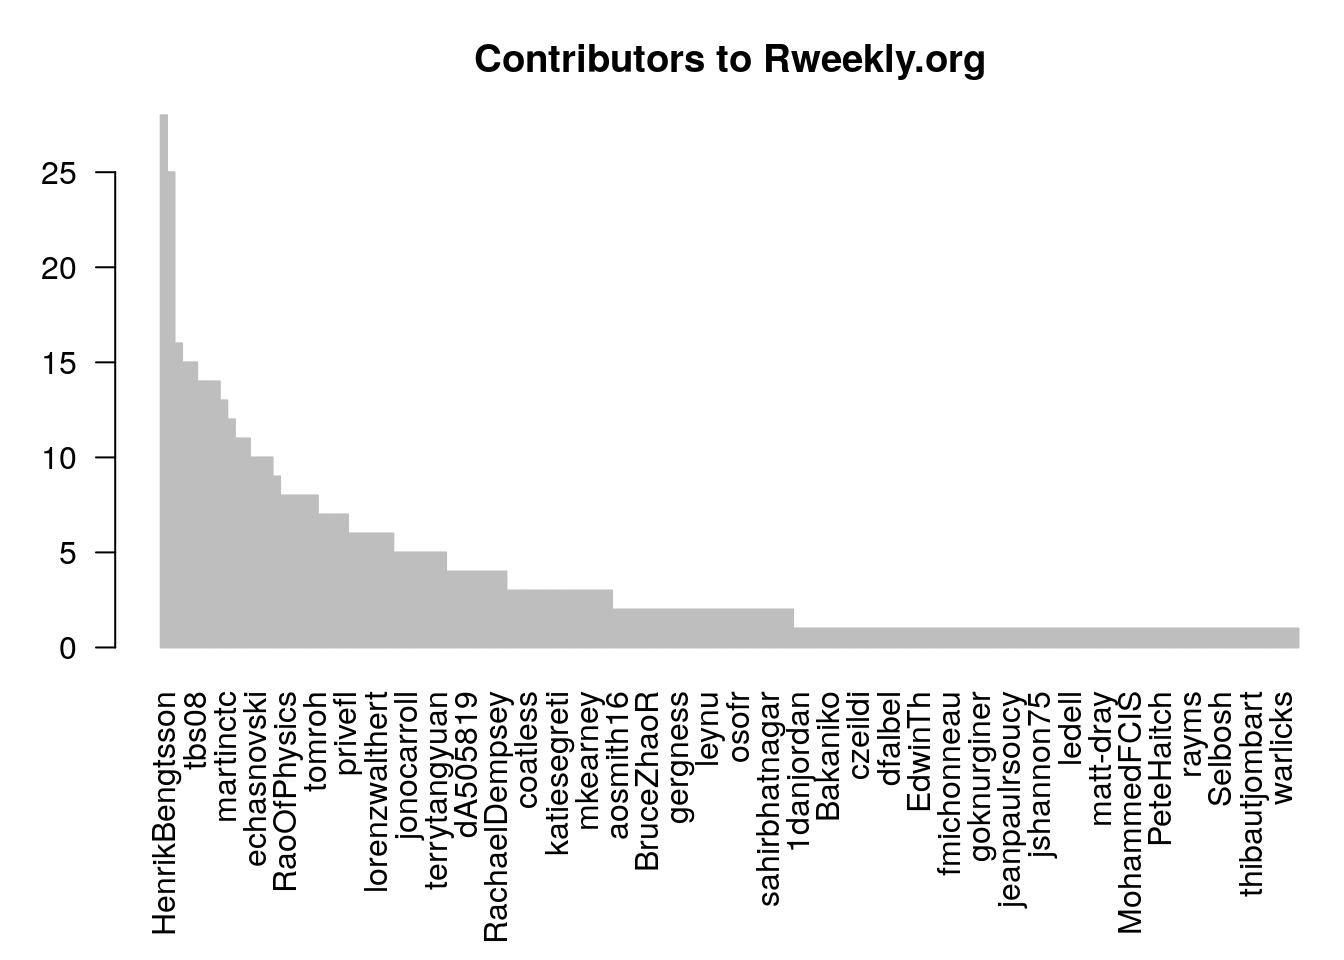 Contributors to Rweekly.org
25
20
15
10
5
0
HenrikBengtsson
tbs08
martinctc
echasnovski
RaoOfPhysics
tomroh
privefl
lorenzwalthert
jonocarroll
terrytangyuan
dA505819
RachaelDempsey
coatless
katiesegreti
mkearney
aosmith16
BruceZhaoR
gergness
leynu
osofr
sahirbhatnagar
1danjordan
Bakaniko
czeildi
dfalbel
EdwinTh
fmichonneau
goknurginer
jeanpaulrsoucy
jshannon75
ledell
matt-dray
MohammedFCIS
PeteHaitch
rayms
Selbosh
thibautjombart
warlicks